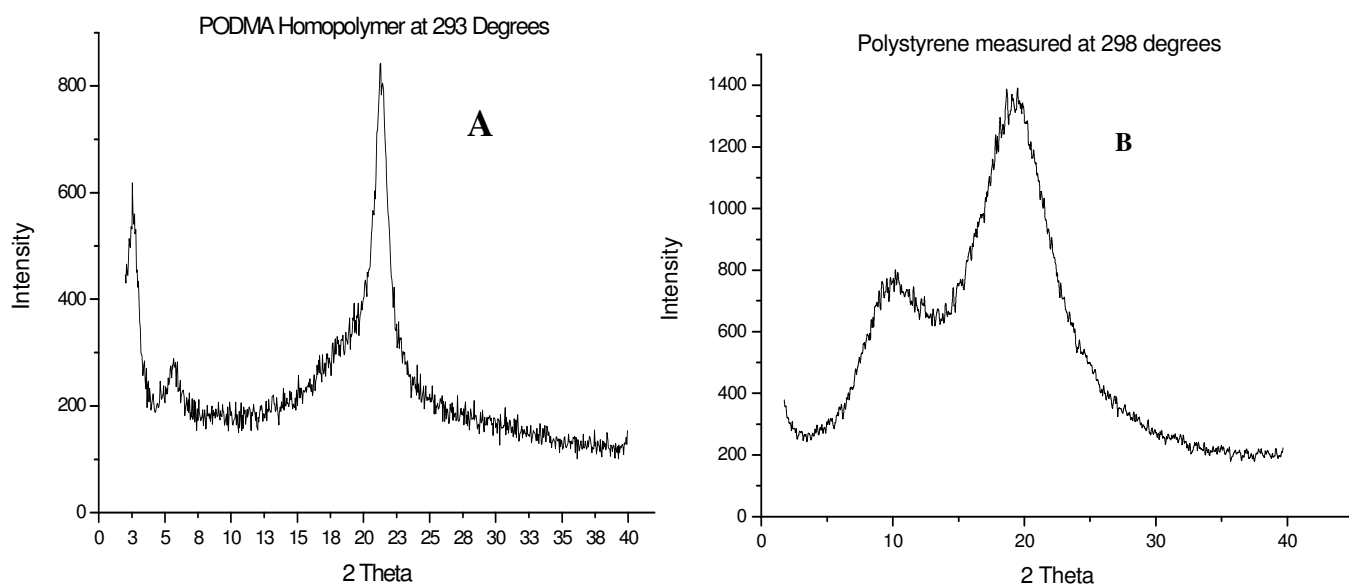 PODMA Homopolymer at 293 Degrees
A
800
600
400
200
0
Intensity
0 3 5 8 10 13 15 18 20 23 25 28 30 33 35 38 40
2 Theta
Polystyrene measured at 298 degrees
B
1400
1200
1000
800
600
400
200
0
Intensity
0 10 20 30 40
2 Theta